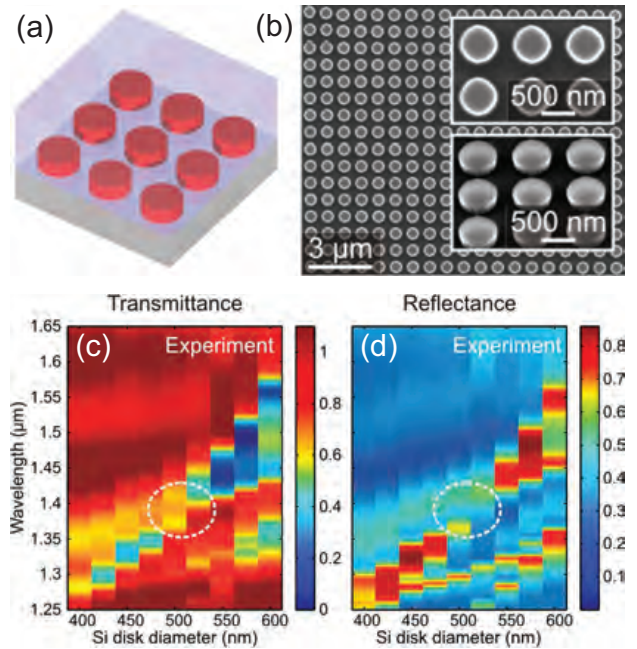 (a)
(b)
500 nm
500 nm
3 µm
Transmittance
Reflectance
(c) Experiment
(d) Experiment
Wavelength (µm)
1.65
1.6
1.55
1.5
1.45
1.4
1.35
1.3
1.25
1
0.8
0.6
0.4
0.2
0
0.8
0.7
0.6
0.5
0.4
0.3
0.2
0.1
400 450 500 550 600
400 450 500 550 600
Si disk diameter (nm)
Si disk diameter (nm)